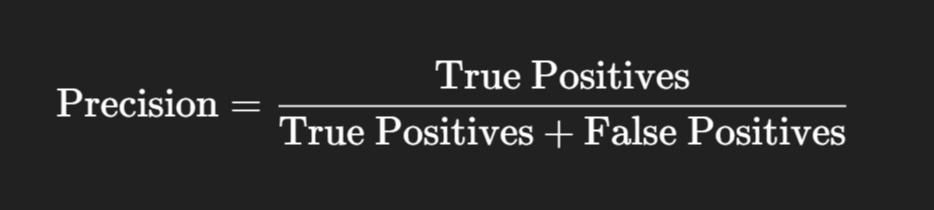 Precision = True Positives
True Positives + False Positives